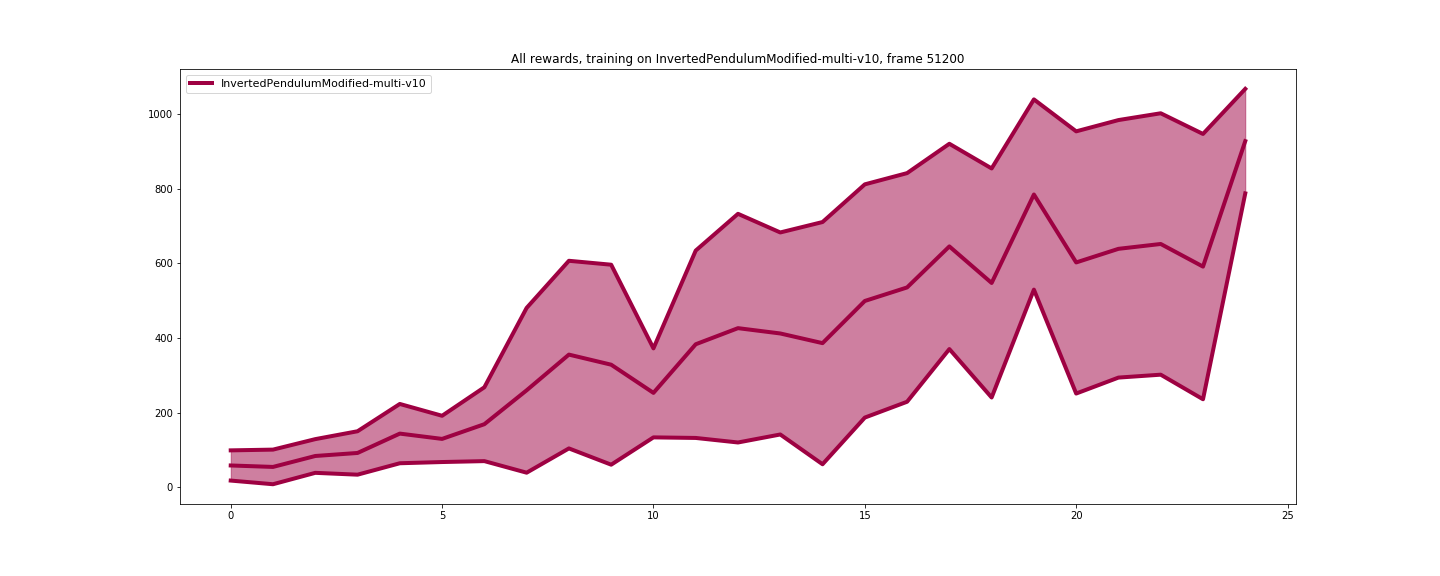 All rewards, training on InvertedPendulumModified-multi-v10, frame 51200
InvertedPendulumModified-multi-v10
1000
800
600
400
200
0
0 5 10 15 20 25